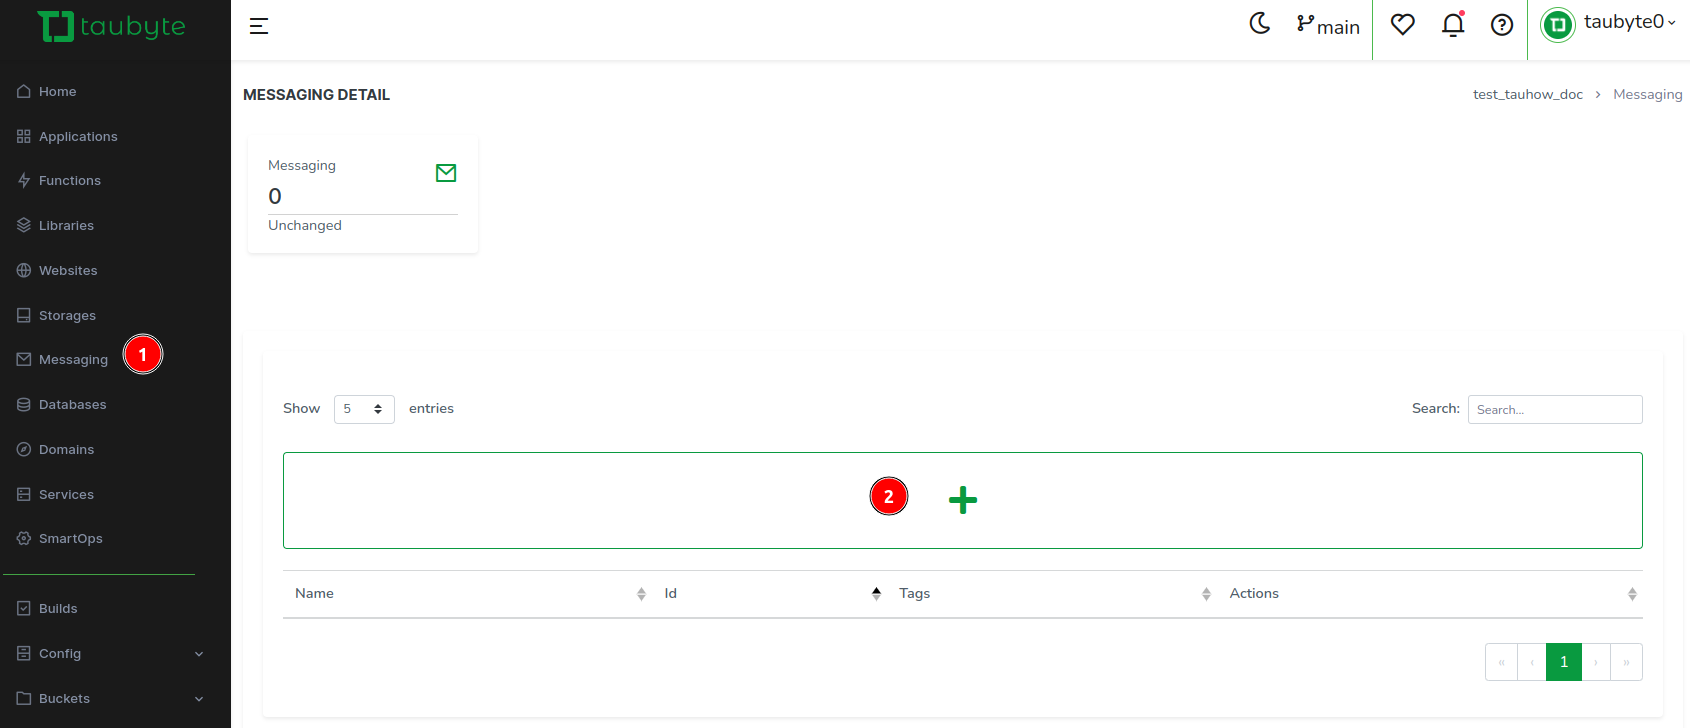 taubyte
main
taubyte0
Home
Applications
Functions
Libraries
Websites
Storages
Messaging
1
Databases
Domains
Services
SmartOps
Builds
Config
Buckets
MESSAGING DETAIL
test_tauhow_doc › Messaging
Messaging
0
Unchanged
Show 5 entries
Search: Search...
2
Name Id Tags Actions
« ‹ 1 › »